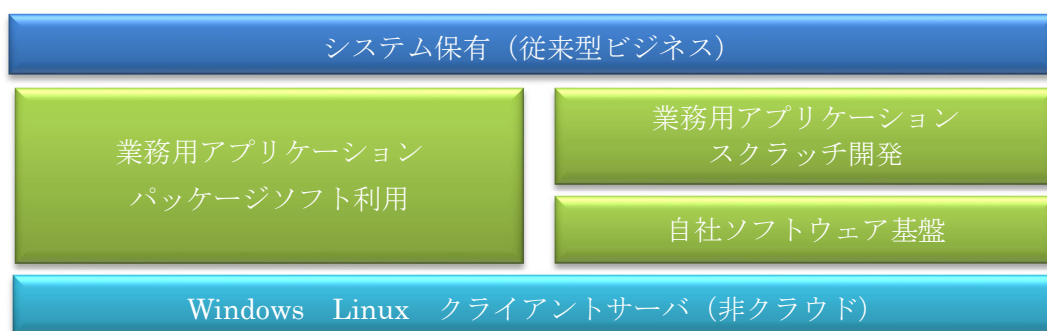 システム保有（従来型ビジネス）
業務用アプリケーション
パッケージソフト利用
業務用アプリケーション
スクラッチ開発
自社ソフトウェア基盤
Windows　Linux　クライアントサーバ（非クラウド）